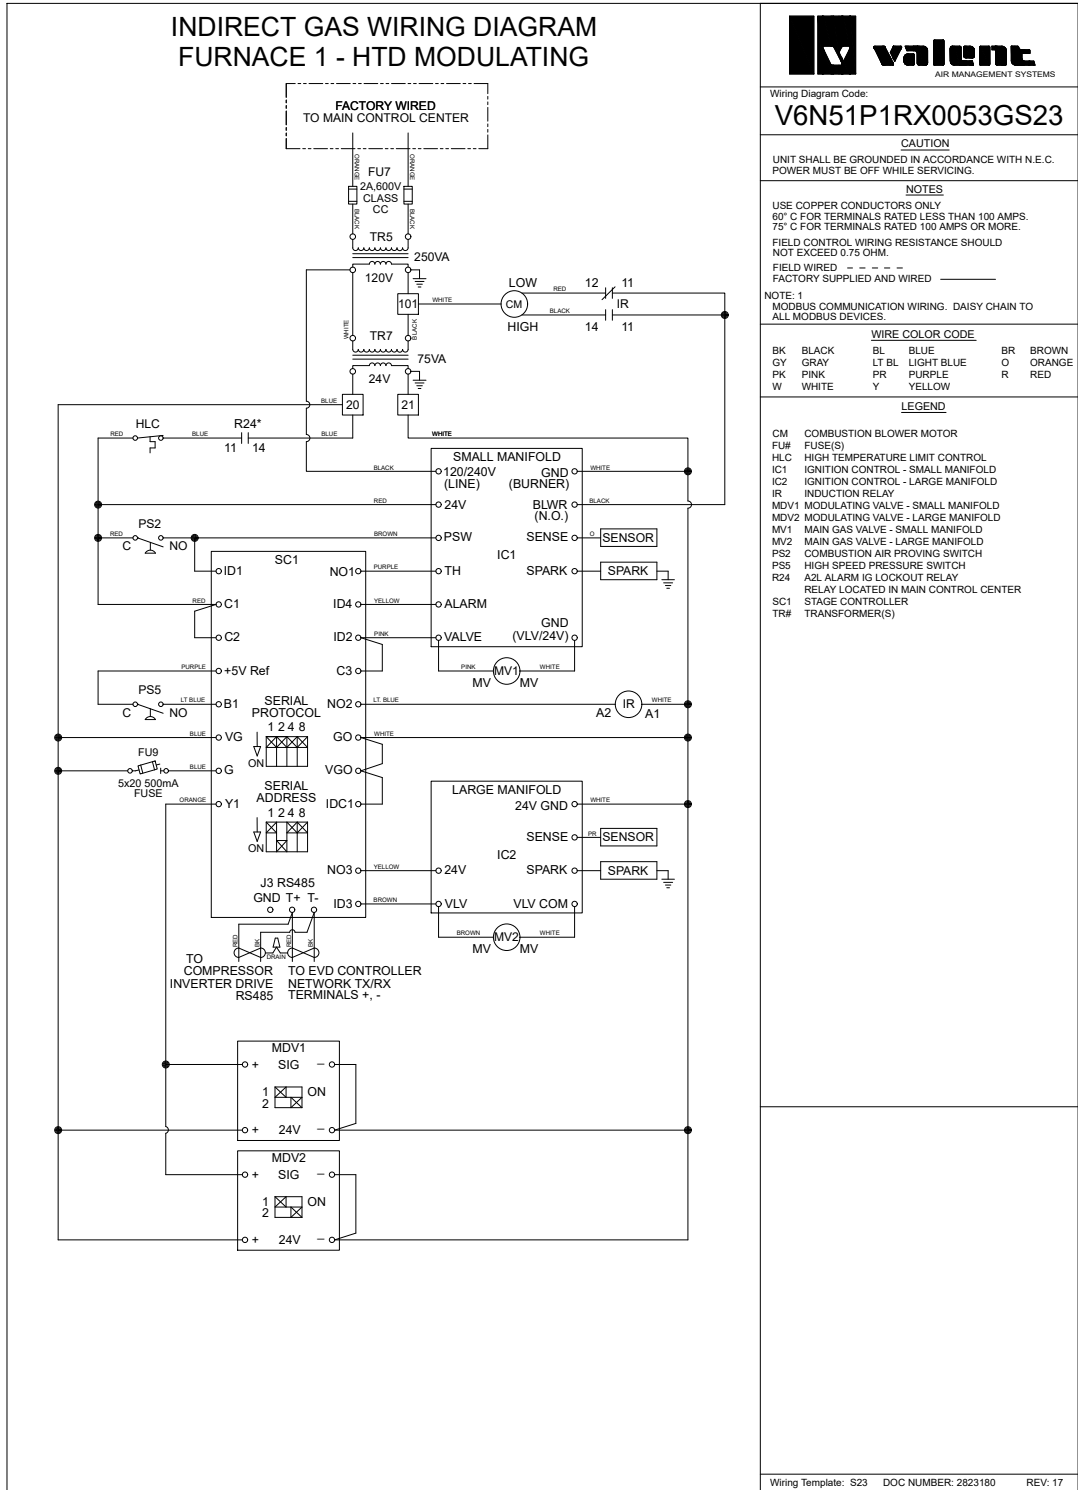 INDIRECT GAS WIRING DIAGRAM
FURNACE 1 - HTD MODULATING
FACTORY WIRED
TO MAIN CONTROL CENTER
ORANGE
ORANGE
FU7
2A,600V
CLASS
CC
BLACK
BLACK
TR5
250VA
120V
101
WHITE
CM
LOW
HIGH
RED
12
11
IR
BLACK
14
11
WHITE
BLACK
TR7
75VA
24V
BLUE
20
21
RED
HLC
BLUE
R24*
11
14
BLUE
WHITE
SMALL MANIFOLD
BLACK
120/240V
(LINE)
GND
(BURNER)
WHITE
RED
24V
BLWR
(N.O.)
BLACK
RED
PS2
C
NO
BROWN
PSW
SENSE
O
SENSOR
IC1
SC1
ID1
NO1
PURPLE
TH
SPARK
SPARK
RED
C1
ID4
YELLOW
ALARM
C2
ID2
PINK
VALVE
GND
(VLV/24V)
PURPLE
+5V Ref
C3
PINK
MV1
WHITE
MV
MV
PS5
C
NO
LT BLUE
B1
SERIAL
PROTOCOL
1 2 4 8
ON
NO2
LT. BLUE
IR
WHITE
A2
A1
BLUE
VG
GO
WHITE
FU9
5x20 500mA
FUSE
BLUE
G
VGO
ORANGE
Y1
SERIAL
ADDRESS
1 2 4 8
ON
IDC1
LARGE MANIFOLD
24V GND
WHITE
SENSE
PR
SENSOR
IC2
NO3
YELLOW
24V
SPARK
SPARK
J3 RS485
GND T+ T-
ID3
BROWN
VLV
VLV COM
BROWN
MV2
WHITE
MV
MV
RED
BK
DRAIN
RED
BK
TO
COMPRESSOR
INVERTER DRIVE
RS485
TO EVD CONTROLLER
NETWORK TX/RX
TERMINALS +, -
MDV1
+ SIG −
1
2
ON
+ 24V −
MDV2
+ SIG −
1
2
ON
+ 24V −
v valent
AIR MANAGEMENT SYSTEMS
Wiring Diagram Code:
V6N51P1RX0053GS23
CAUTION
UNIT SHALL BE GROUNDED IN ACCORDANCE WITH N.E.C.
POWER MUST BE OFF WHILE SERVICING.
NOTES
USE COPPER CONDUCTORS ONLY
60° C FOR TERMINALS RATED LESS THAN 100 AMPS.
75° C FOR TERMINALS RATED 100 AMPS OR MORE.
FIELD CONTROL WIRING RESISTANCE SHOULD
NOT EXCEED 0.75 OHM.
FIELD WIRED
FACTORY SUPPLIED AND WIRED
NOTE: 1
MODBUS COMMUNICATION WIRING. DAISY CHAIN TO
ALL MODBUS DEVICES.
WIRE COLOR CODE
BK BLACK BL BLUE BR BROWN
GY GRAY LT BL LIGHT BLUE O ORANGE
PK PINK PR PURPLE R RED
W WHITE Y YELLOW
LEGEND
CM COMBUSTION BLOWER MOTOR
FU# FUSE(S)
HLC HIGH TEMPERATURE LIMIT CONTROL
IC1 IGNITION CONTROL - SMALL MANIFOLD
IC2 IGNITION CONTROL - LARGE MANIFOLD
IR INDUCTION RELAY
MDV1 MODULATING VALVE - SMALL MANIFOLD
MDV2 MODULATING VALVE - LARGE MANIFOLD
MV1 MAIN GAS VALVE - SMALL MANIFOLD
MV2 MAIN GAS VALVE - LARGE MANIFOLD
PS2 COMBUSTION AIR PROVING SWITCH
PS5 HIGH SPEED PRESSURE SWITCH
R24 A2L ALARM IG LOCKOUT RELAY
RELAY LOCATED IN MAIN CONTROL CENTER
SC1 STAGE CONTROLLER
TR# TRANSFORMER(S)
Wiring Template: S23 DOC NUMBER: 2823180 REV: 17